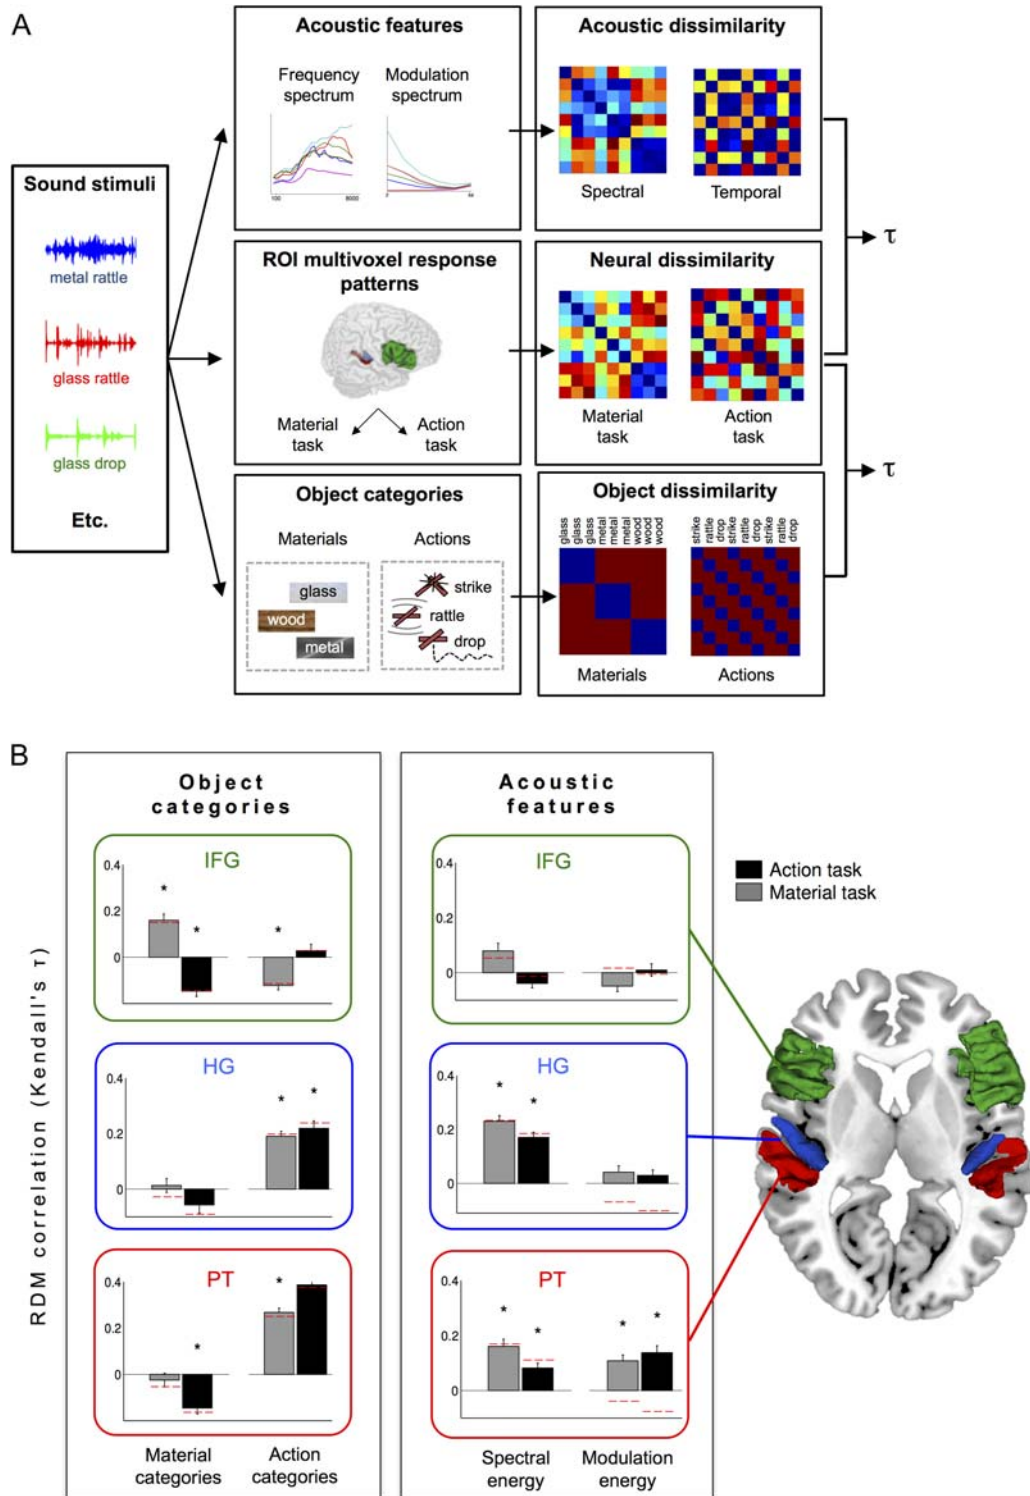 A
Acoustic features
Frequency spectrum
Modulation spectrum
100
8000
0
Acoustic dissimilarity
Spectral
Temporal
τ
Sound stimuli
metal rattle
glass rattle
glass drop
Etc.
ROI multivoxel response
patterns
Material task
Action task
Neural dissimilarity
Material task
Action task
τ
Object categories
Materials
Actions
glass
wood
metal
strike
rattle
drop
Object dissimilarity
glass
glass
glass
metal
metal
metal
wood
wood
wood
strike
rattle
drop
strike
rattle
drop
strike
rattle
drop
Materials
Actions
B
RDM correlation (Kendall's τ)
Object
categories
IFG
0.4
0.2
0
*
*
*
HG
0.4
0.2
0
*
*
PT
0.4
0.2
0
*
*
Material
categories
Action
categories
Acoustic
features
IFG
0.4
0.2
0
HG
0.4
0.2
0
*
*
PT
0.4
0.2
0
*
*
*
*
Spectral
energy
Modulation
energy
Action task
Material task